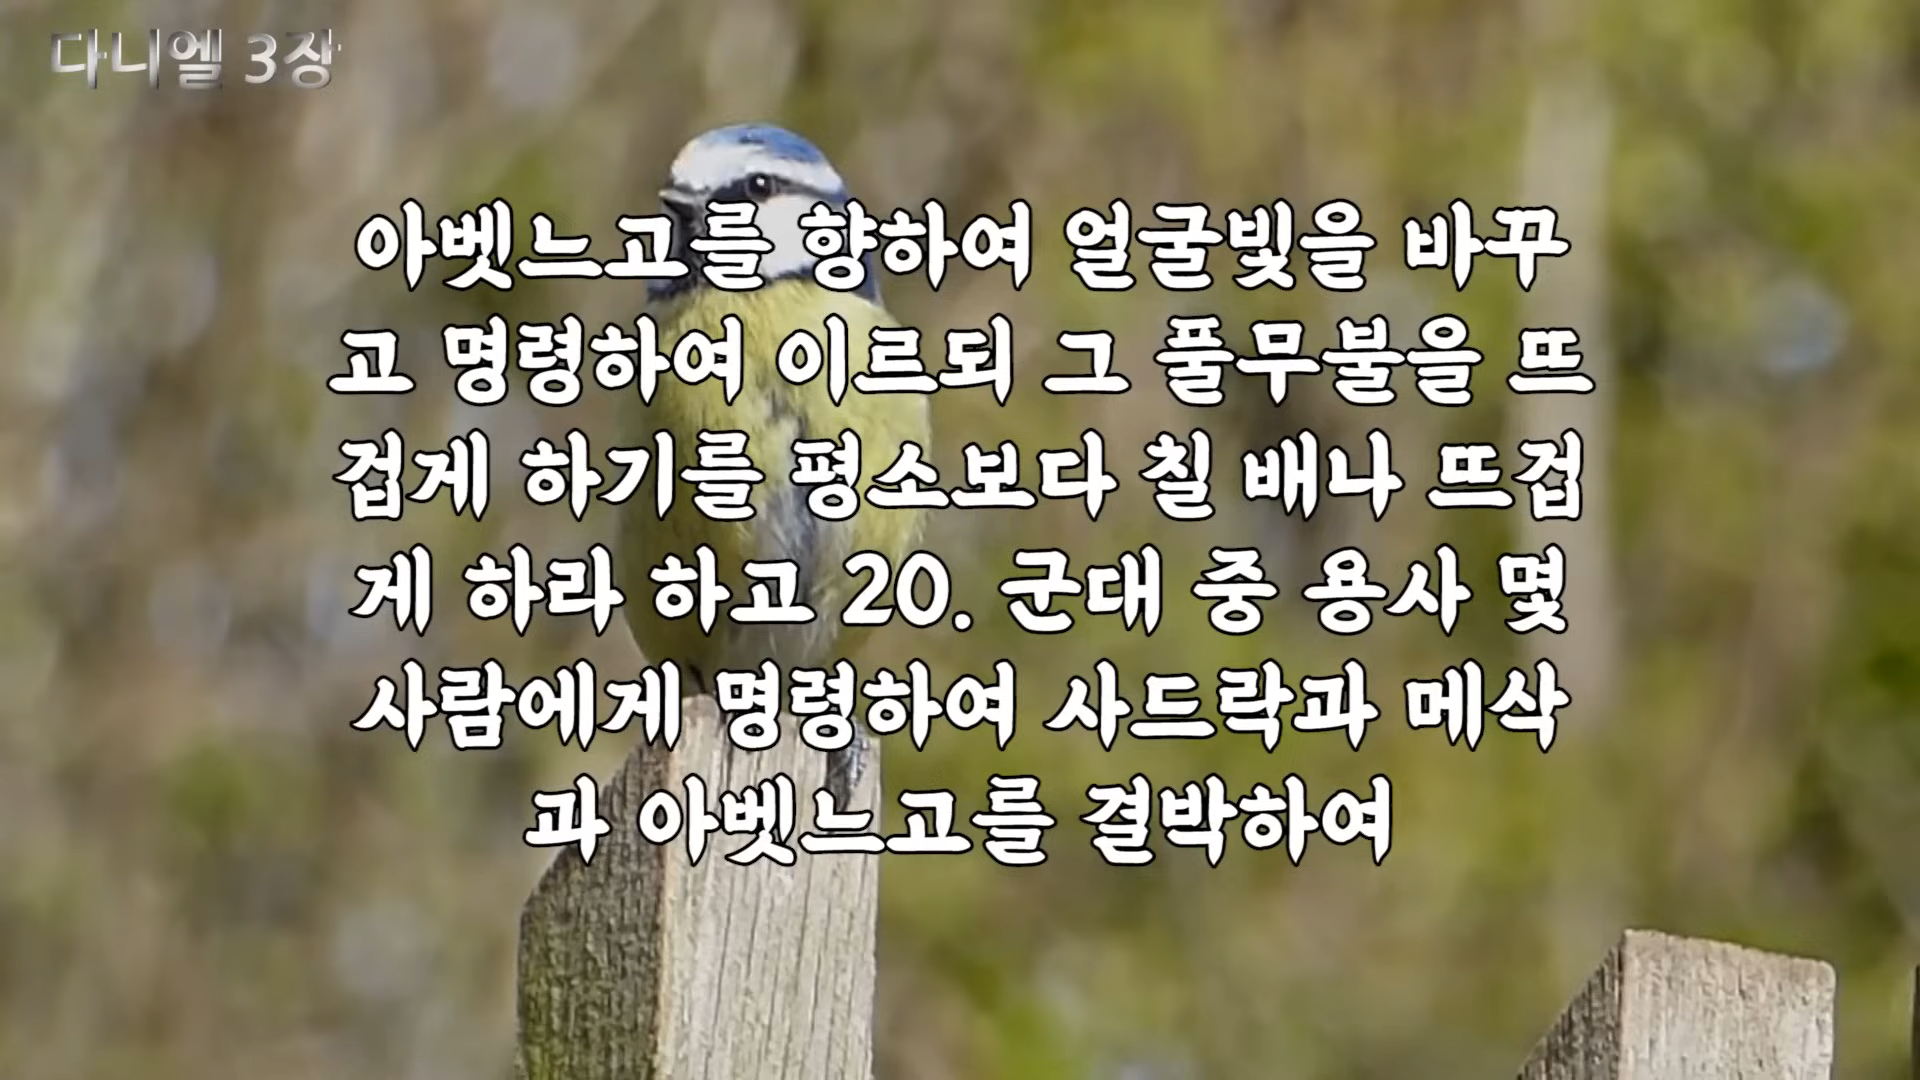 다니엘 3장
아벳느고를 향하여 얼굴빛을 바꾸
고 명령하여 이르되 그 풀무불을 뜨
겁게 하기를 평소보다 칠 배나 뜨겁
게 하라 하고 20. 군대 중 용사 몇
사람에게 명령하여 사드락과 메삭
과 아벳느고를 결박하여